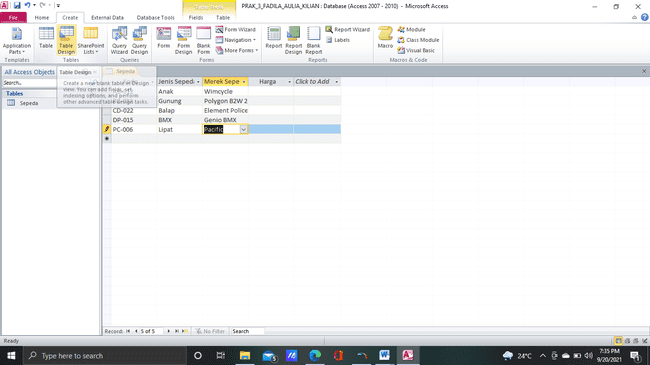 PRAK_3_FADILA_AULIA_KILIAN : Database (Access 2007 - 2010) - Microsoft Access
File Home Create External Data Database Tools Fields Table
Application Parts Table Table Design SharePoint Lists Query Wizard Query Design Form Form Design Blank Form Form Wizard Navigation More Forms Report Report Design Blank Report Report Wizard Labels Macro Module Class Module Visual Basic
Templates Tables Queries Forms Reports Macros & Code
All Access Objects
Search...
Tables
Sepeda
Table Design
Create a new blank table in Design view. You can add fields, set indexing options, and perform other advanced table design tasks.
Sepeda
Jenis Seped Merek Sepe Harga Click to Add
Anak Wimcycle
Gunung Polygon B2W 2
CD-022 Balap Element Police
DP-015 BMX Genio BMX
PC-006 Lipat Pacific
Record: 5 of 5 No Filter Search
Ready
Type here to search
24°C
7:35 PM
9/20/2021